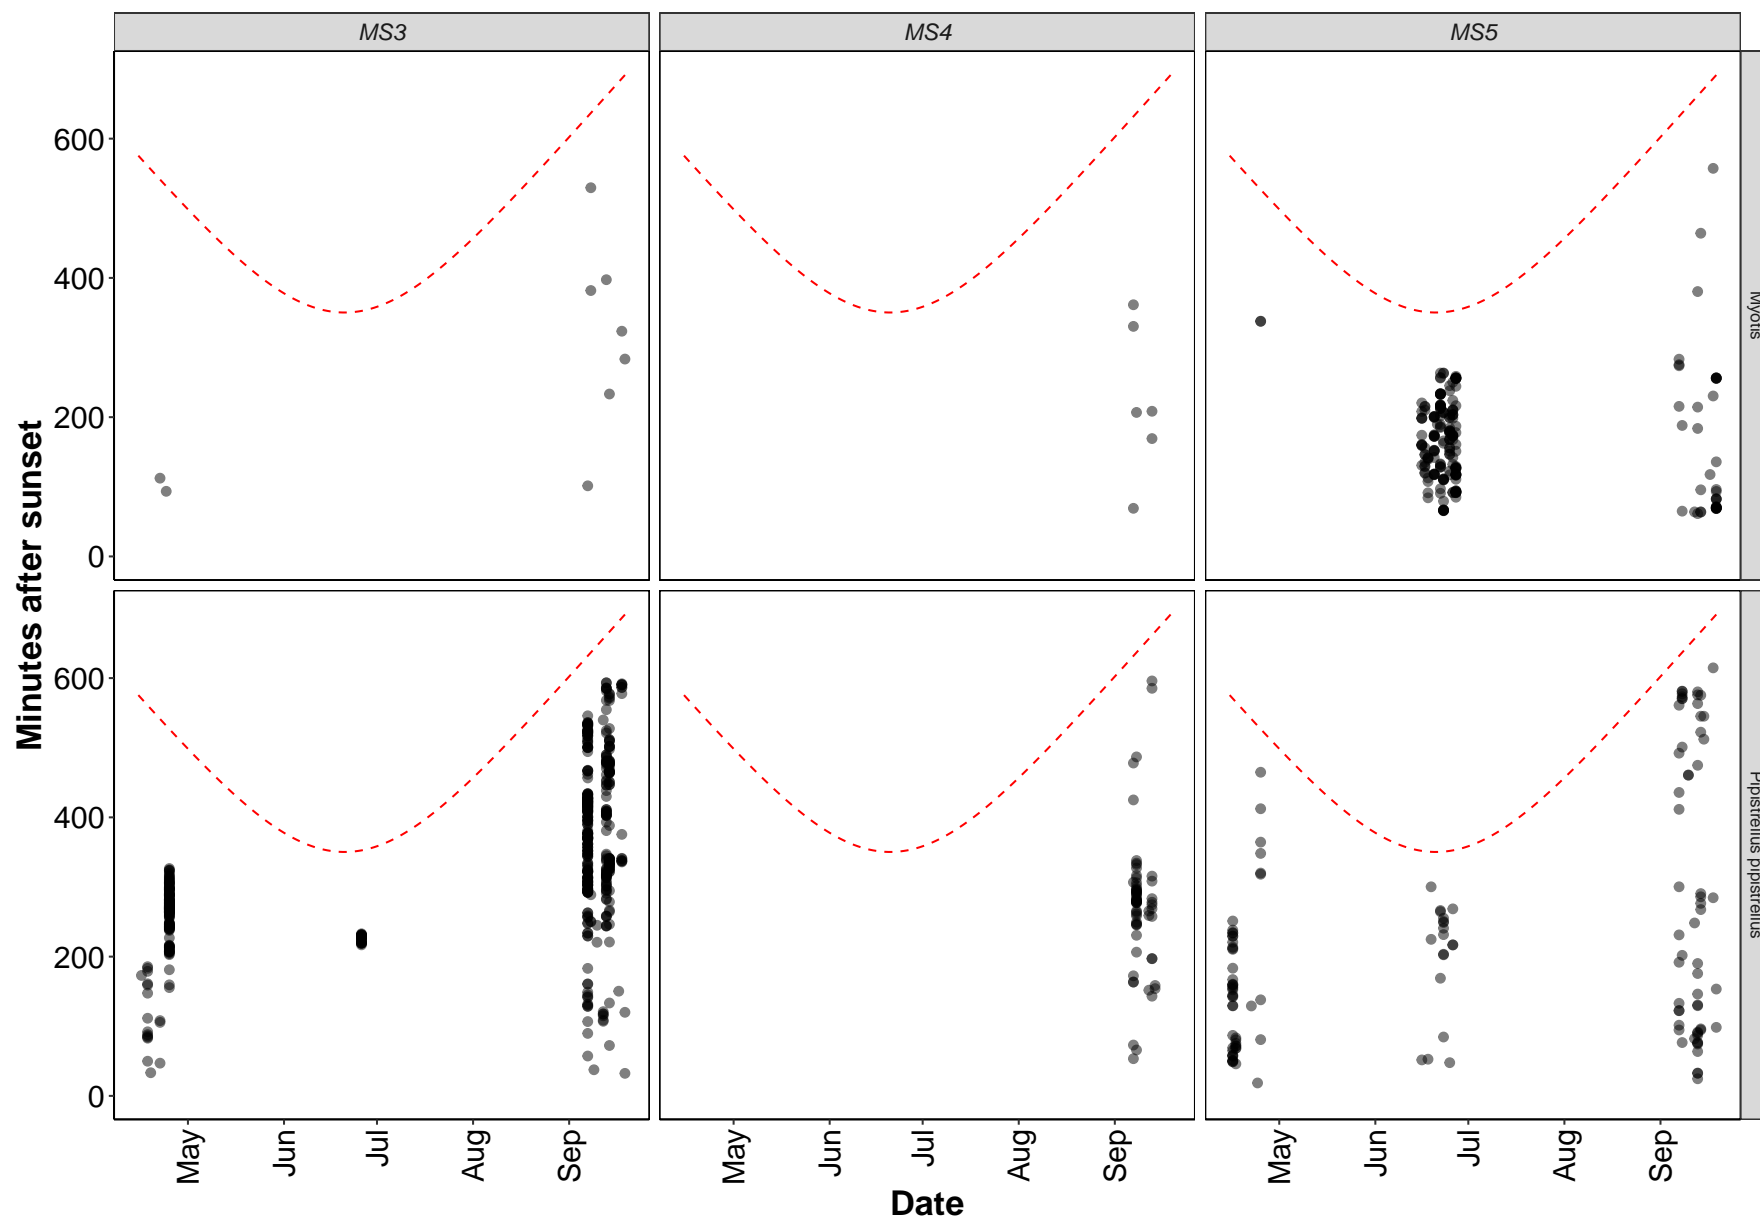 MS3 MS4 MS5
Minutes after sunset
600
400
200
0
Myotis
600
400
200
0
Pipistrellus pipistrellus
May Jun Jul Aug Sep May Jun Jul Aug Sep May Jun Jul Aug Sep
Date